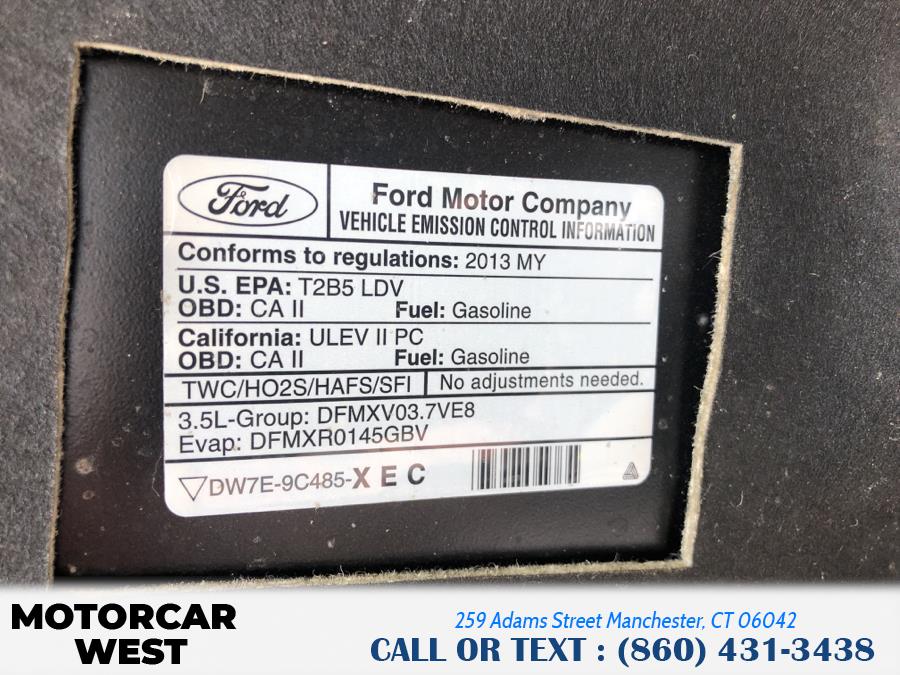 Ford
Ford Motor Company
VEHICLE EMISSION CONTROL INFORMATION
Conforms to regulations: 2013 MY
U.S. EPA: T2B5 LDV
OBD: CA II Fuel: Gasoline
California: ULEV II PC
OBD: CA II Fuel: Gasoline
TWC/HO2S/HAFS/SFI No adjustments needed.
3.5L-Group: DFMXV03.7VE8
Evap: DFMXR0145GBV
DW7E-9C485-X E C
MOTORCAR
WEST
259 Adams Street Manchester, CT 06042
CALL OR TEXT : (860) 431-3438